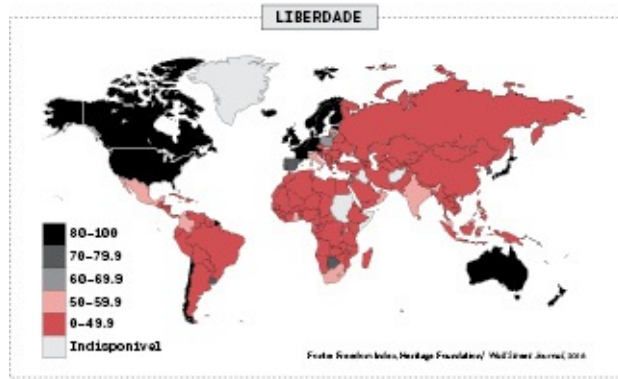 LIBERDADE
80-100
70-79.9
60-69.9
50-59.9
0-49.9
Indisponível
Fonte: Freedom Index, Heritage Foundation/ Wall Street Journal, 2016